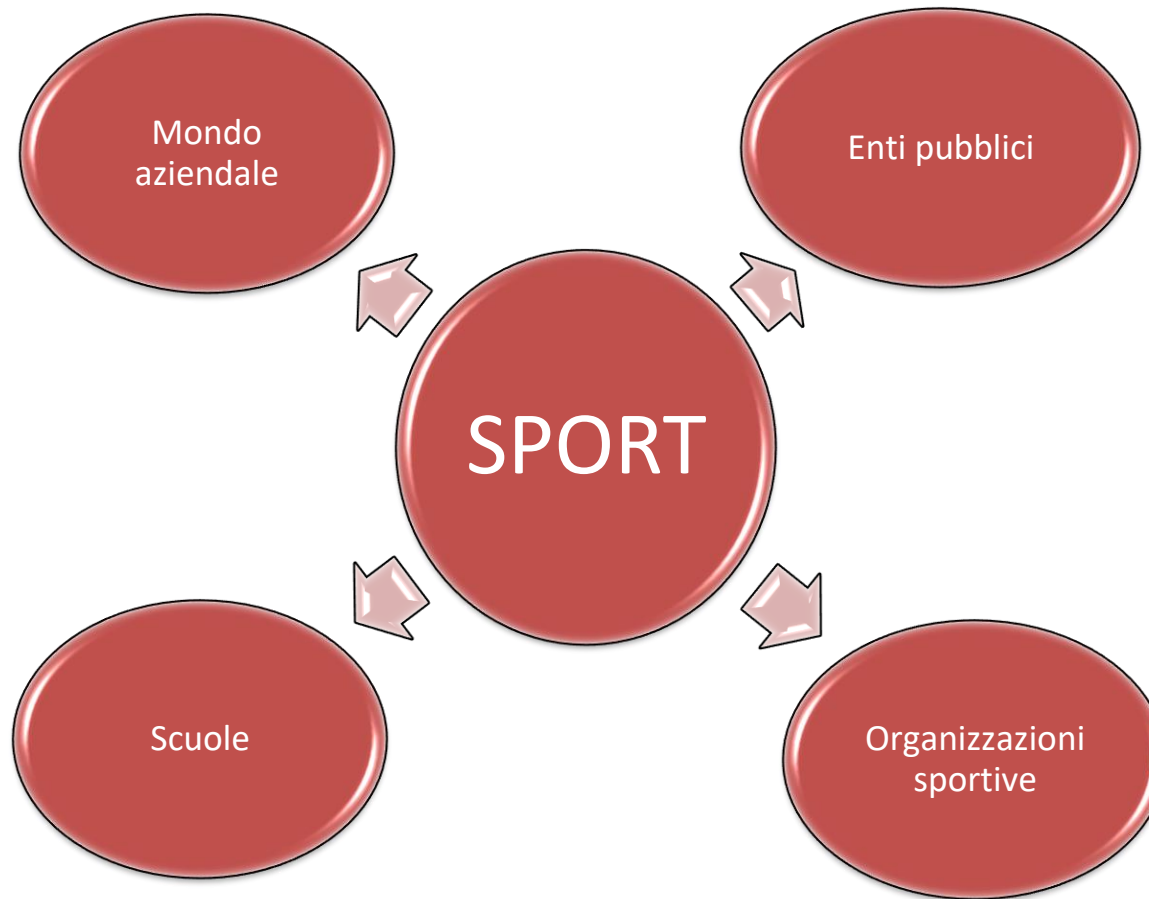 Mondo
aziendale
Enti pubblici
SPORT
Scuole
Organizzazioni
sportive